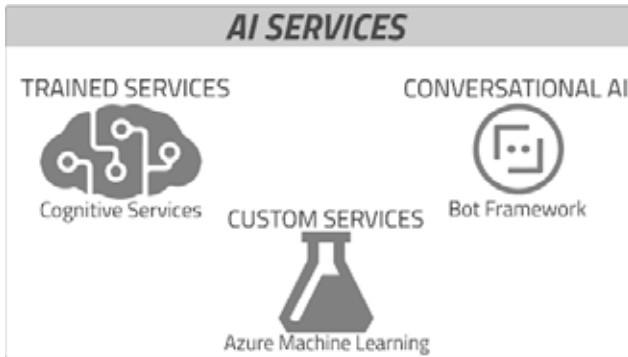 AI SERVICES
TRAINED SERVICES
CONVERSATIONAL AI
Cognitive Services
Bot Framework
CUSTOM SERVICES
Azure Machine Learning